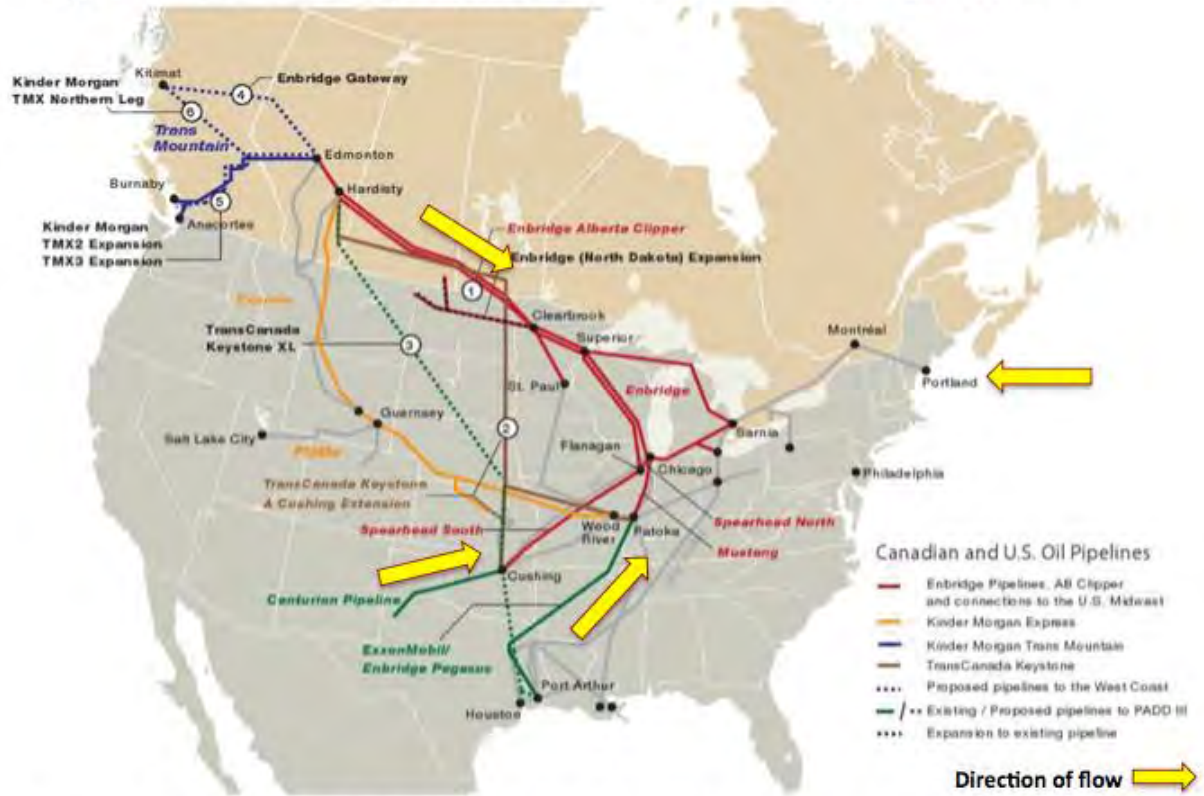 Kitimat
Kinder Morgan
TMX Northern Leg
4
Enbridge Gateway
6
Trans
Mountain
Edmonton
Hardisty
Burnaby
5
Anacortes
Kinder Morgan
TMX2 Expansion
TMX3 Expansion
Enbridge Alberta Clipper
Enbridge (North Dakota) Expansion
1
Express
TransCanada
Keystone XL
3
Clearbrook
Superior
St. Paul
Enbridge
Montréal
Portland
Sarnia
Guernsey
Salt Lake City
Platte
2
Flanagan
Chicago
Philadelphia
TransCanada Keystone
& Cushing Extension
Spearhead South
Wood
River
Patoka
Spearhead North
Mustang
Cushing
Centurion Pipeline
ExxonMobil/
Enbridge Pegasus
Port Arthur
Houston
Canadian and U.S. Oil Pipelines
Enbridge Pipelines, AB Clipper
and connections to the U.S. Midwest
Kinder Morgan Express
Kinder Morgan Trans Mountain
TransCanada Keystone
Proposed pipelines to the West Coast
Existing / Proposed pipelines to PADD III
Expansion to existing pipeline
Direction of flow